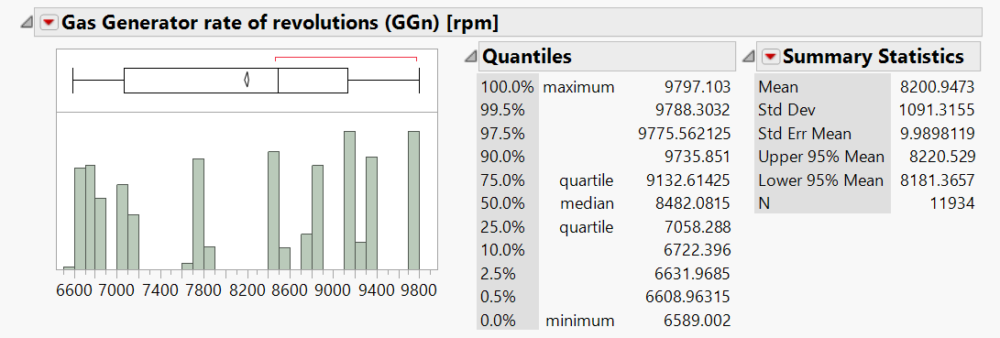 Gas Generator rate of revolutions (GGn) [rpm]
6600 7000 7400 7800 8200 8600 9000 9400 9800
Quantiles
100.0% maximum 9797.103
99.5% 9788.3032
97.5% 9775.562125
90.0% 9735.851
75.0% quartile 9132.61425
50.0% median 8482.0815
25.0% quartile 7058.288
10.0% 6722.396
2.5% 6631.9685
0.5% 6608.96315
0.0% minimum 6589.002
Summary Statistics
Mean 8200.9473
Std Dev 1091.3155
Std Err Mean 9.9898119
Upper 95% Mean 8220.529
Lower 95% Mean 8181.3657
N 11934